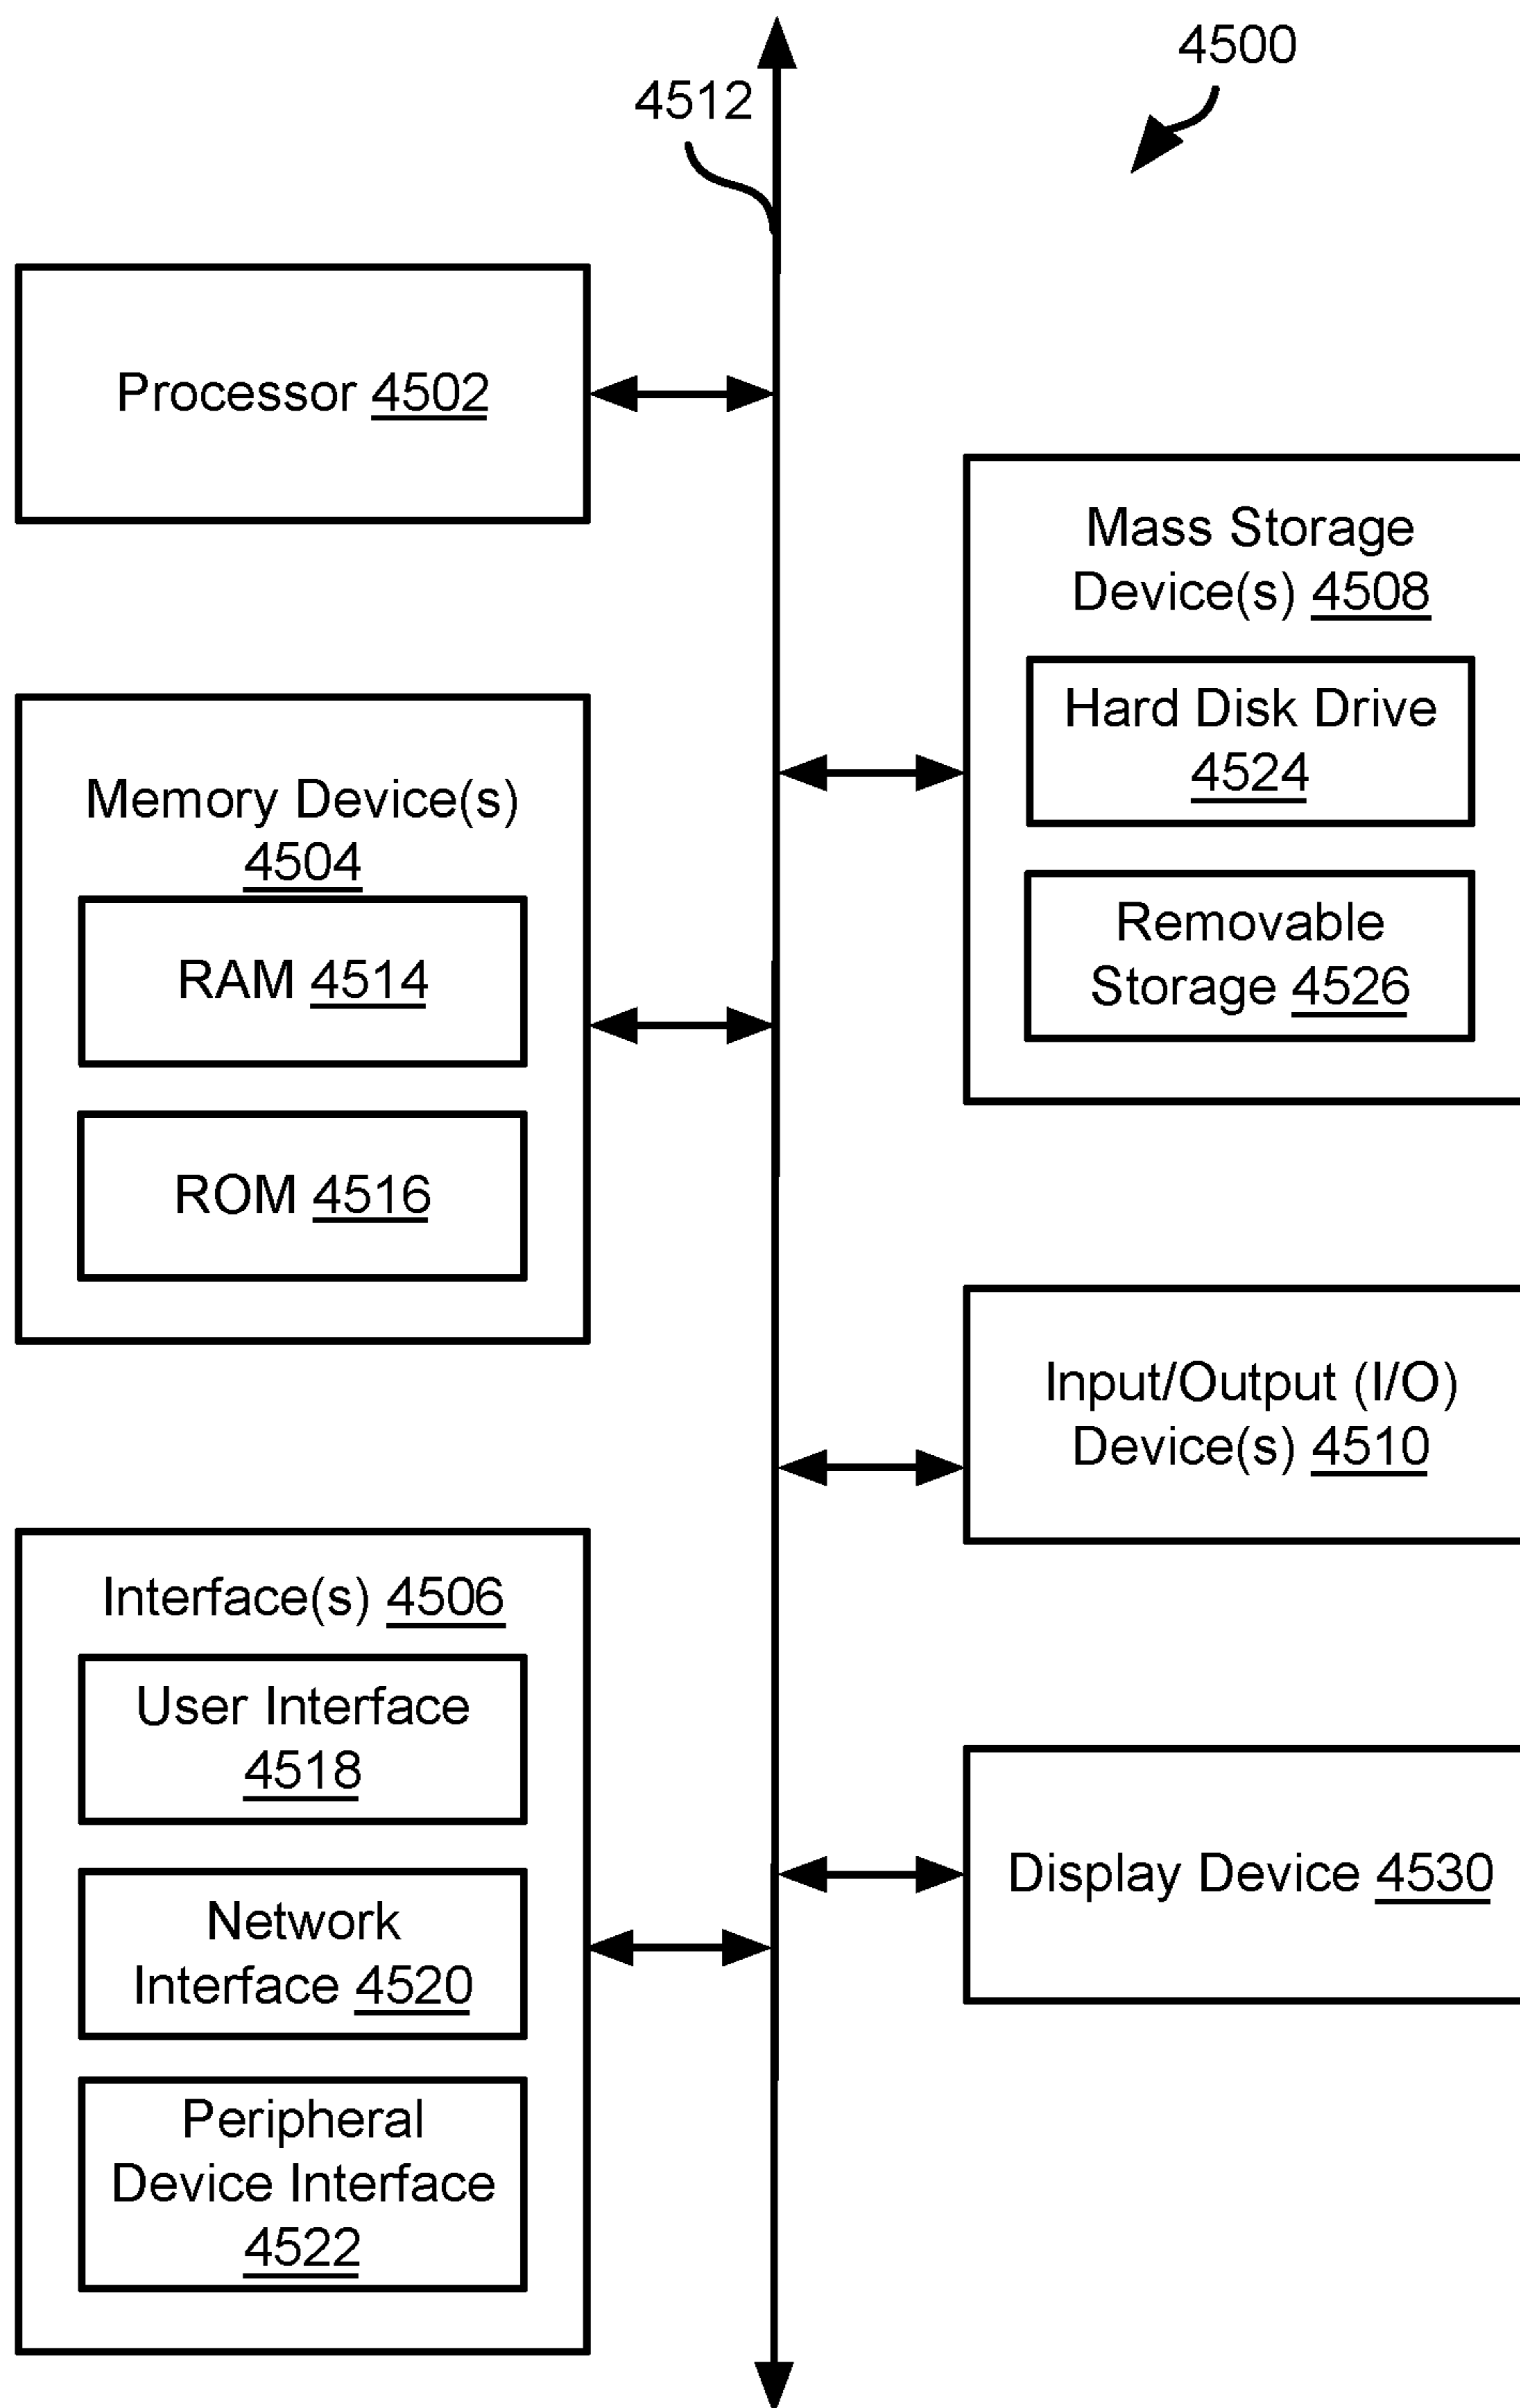 4500
4512
Processor 4502
Mass Storage
Device(s) 4508
Hard Disk Drive
4524
Removable
Storage 4526
Memory Device(s)
4504
RAM 4514
ROM 4516
Input/Output (I/O)
Device(s) 4510
Interface(s) 4506
User Interface
4518
Network
Interface 4520
Peripheral
Device Interface
4522
Display Device 4530